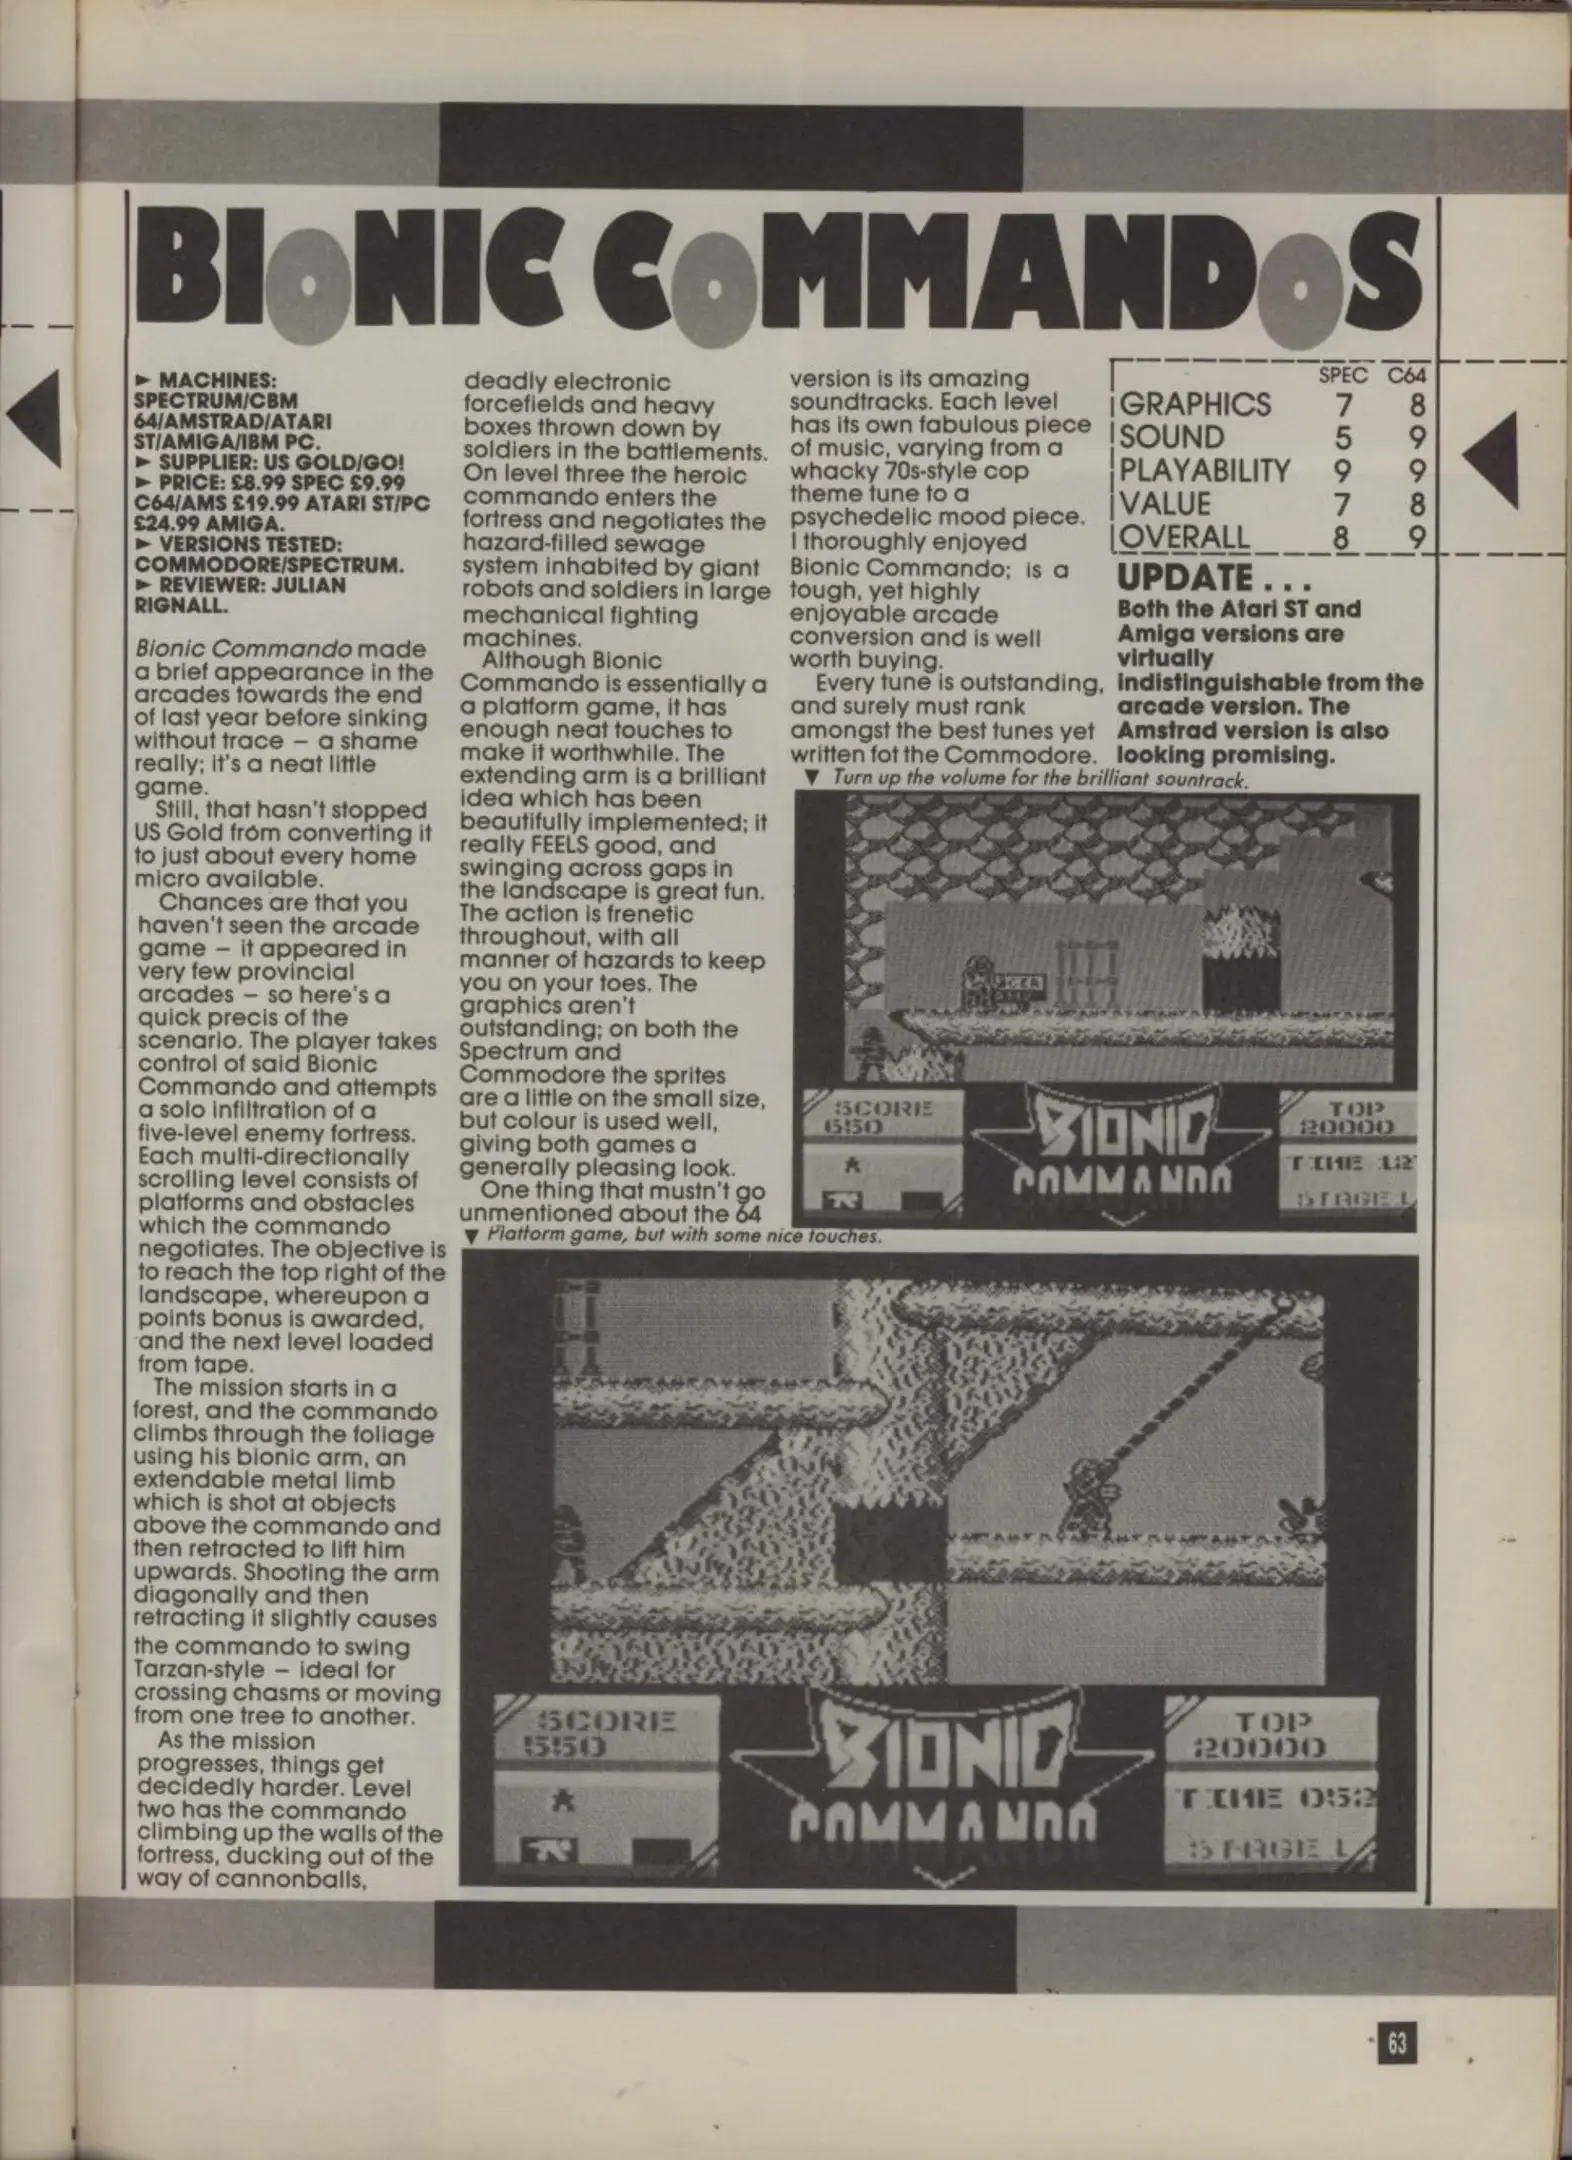 BIONIC COMMANDOS
► MACHINES:
SPECTRUM/CBM
64/AMSTRAD/ATARI
ST/AMIGA/IBM PC.
► SUPPLIER: US GOLD/GO!
► PRICE: £8.99 SPEC £9.99
C64/AMS £19.99 ATARI ST/PC
£24.99 AMIGA.
► VERSIONS TESTED:
COMMODORE/SPECTRUM.
► REVIEWER: JULIAN
RIGNALL.
Bionic Commando made
a brief appearance in the
arcades towards the end
of last year before sinking
without trace – a shame
really; it's a neat little
game.
Still, that hasn't stopped
US Gold from converting it
to just about every home
micro available.
Chances are that you
haven't seen the arcade
game – it appeared in
very few provincial
arcades – so here's a
quick precis of the
scenario. The player takes
control of said Bionic
Commando and attempts
a solo infiltration of a
five-level enemy fortress.
Each multi-directionally
scrolling level consists of
platforms and obstacles
which the commando
negotiates. The objective is
to reach the top right of the
landscape, whereupon a
points bonus is awarded,
and the next level loaded
from tape.
The mission starts in a
forest, and the commando
climbs through the foliage
using his bionic arm, an
extendable metal limb
which is shot at objects
above the commando and
then retracted to lift him
upwards. Shooting the arm
diagonally and then
retracting it slightly causes
the commando to swing
Tarzan-style – ideal for
crossing chasms or moving
from one tree to another.
As the mission
progresses, things get
decidedly harder. Level
two has the commando
climbing up the walls of the
fortress, ducking out of the
way of cannonballs,
deadly electronic
forcefields and heavy
boxes thrown down by
soldiers in the battlements.
On level three the heroic
commando enters the
fortress and negotiates the
hazard-filled sewage
system inhabited by giant
robots and soldiers in large
mechanical fighting
machines.
Although Bionic
Commando is essentially a
a platform game, it has
enough neat touches to
make it worthwhile. The
extending arm is a brilliant
idea which has been
beautifully implemented; it
really FEELS good, and
swinging across gaps in
the landscape is great fun.
The action is frenetic
throughout, with all
manner of hazards to keep
you on your toes. The
graphics aren't
outstanding; on both the
Spectrum and
Commodore the sprites
are a little on the small size,
but colour is used well,
giving both games a
generally pleasing look.
One thing that mustn't go
unmentioned about the 64
version is its amazing
soundtracks. Each level
has its own fabulous piece
of music, varying from a
whacky 70s-style cop
theme tune to a
psychedelic mood piece.
I thoroughly enjoyed
Bionic Commando; is a
tough, yet highly
enjoyable arcade
conversion and is well
worth buying.
Every tune is outstanding,
and surely must rank
amongst the best tunes yet
written fot the Commodore.
SPEC C64
GRAPHICS 7 8
SOUND 5 9
PLAYABILITY 9 9
VALUE 7 8
OVERALL 8 9
UPDATE . . .
Both the Atari ST and
Amiga versions are
virtually
indistinguishable from the
arcade version. The
Amstrad version is also
looking promising.
▼ Turn up the volume for the brilliant sountrack.
SCORE
650
BIONIC
COMMANDO
TOP
20000
TIME
STAGE 1
▼ Platform game, but with some nice touches.
SCORE
550
BIONIC
COMMANDO
TOP
20000
TIME 052
STAGE 1
63